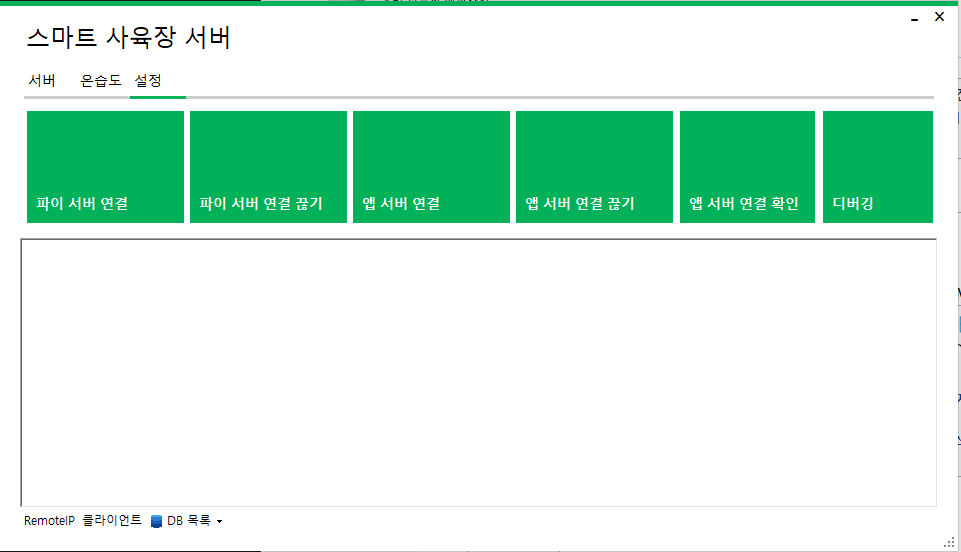 스마트 사육장 서버
서버 온습도 설정
파이 서버 연결 파이 서버 연결 끊기 앱 서버 연결 앱 서버 연결 끊기 앱 서버 연결 확인 디버깅
RemoteIP 클라이언트 DB 목록